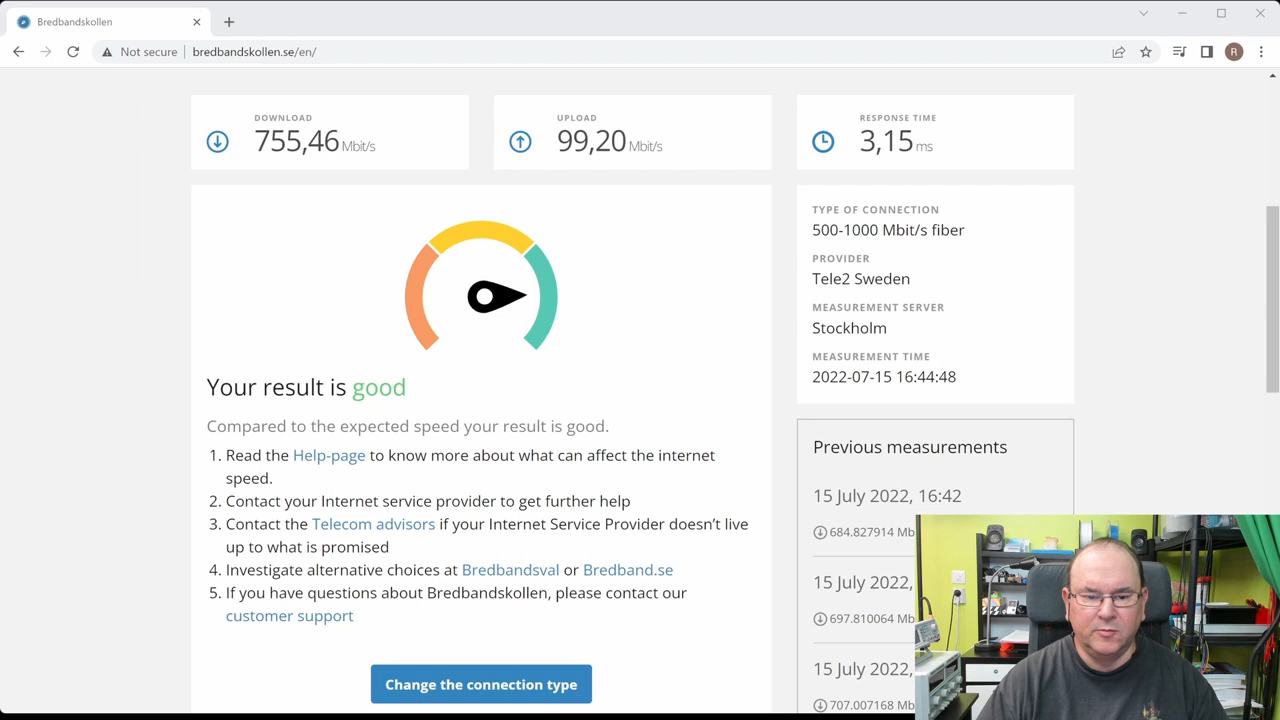 Bredbandskollen
Not secure
bredbandskollen.se/en/
R
DOWNLOAD
755,46 Mbit/s
UPLOAD
99,20 Mbit/s
RESPONSE TIME
3,15 ms
TYPE OF CONNECTION
500-1000 Mbit/s fiber
PROVIDER
Tele2 Sweden
MEASUREMENT SERVER
Stockholm
MEASUREMENT TIME
2022-07-15 16:44:48
Your result is good
Compared to the expected speed your result is good.
1. Read the Help-page to know more about what can affect the internet
speed.
2. Contact your Internet service provider to get further help
3. Contact the Telecom advisors if your Internet Service Provider doesn’t live
up to what is promised
4. Investigate alternative choices at Bredbandsval or Bredband.se
5. If you have questions about Bredbandskollen, please contact our
customer support
Change the connection type
Previous measurements
15 July 2022, 16:42
684.827914 Mb
15 July 2022,
697.810064 Mb
15 July 2022,
707.007168 Mb